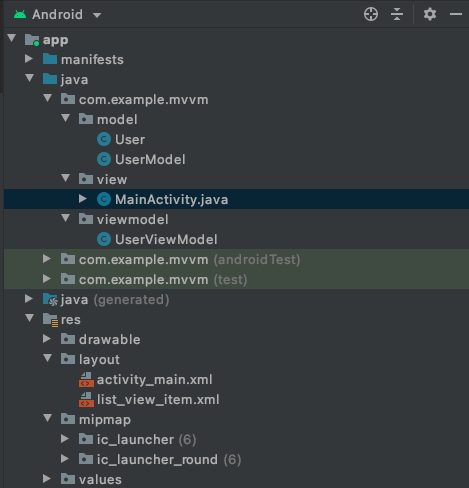 Android
app
manifests
java
com.example.mvvm
model
User
UserModel
view
MainActivity.java
viewmodel
UserViewModel
com.example.mvvm (androidTest)
com.example.mvvm (test)
java (generated)
res
drawable
layout
activity_main.xml
list_view_item.xml
mipmap
ic_launcher (6)
ic_launcher_round (6)
values